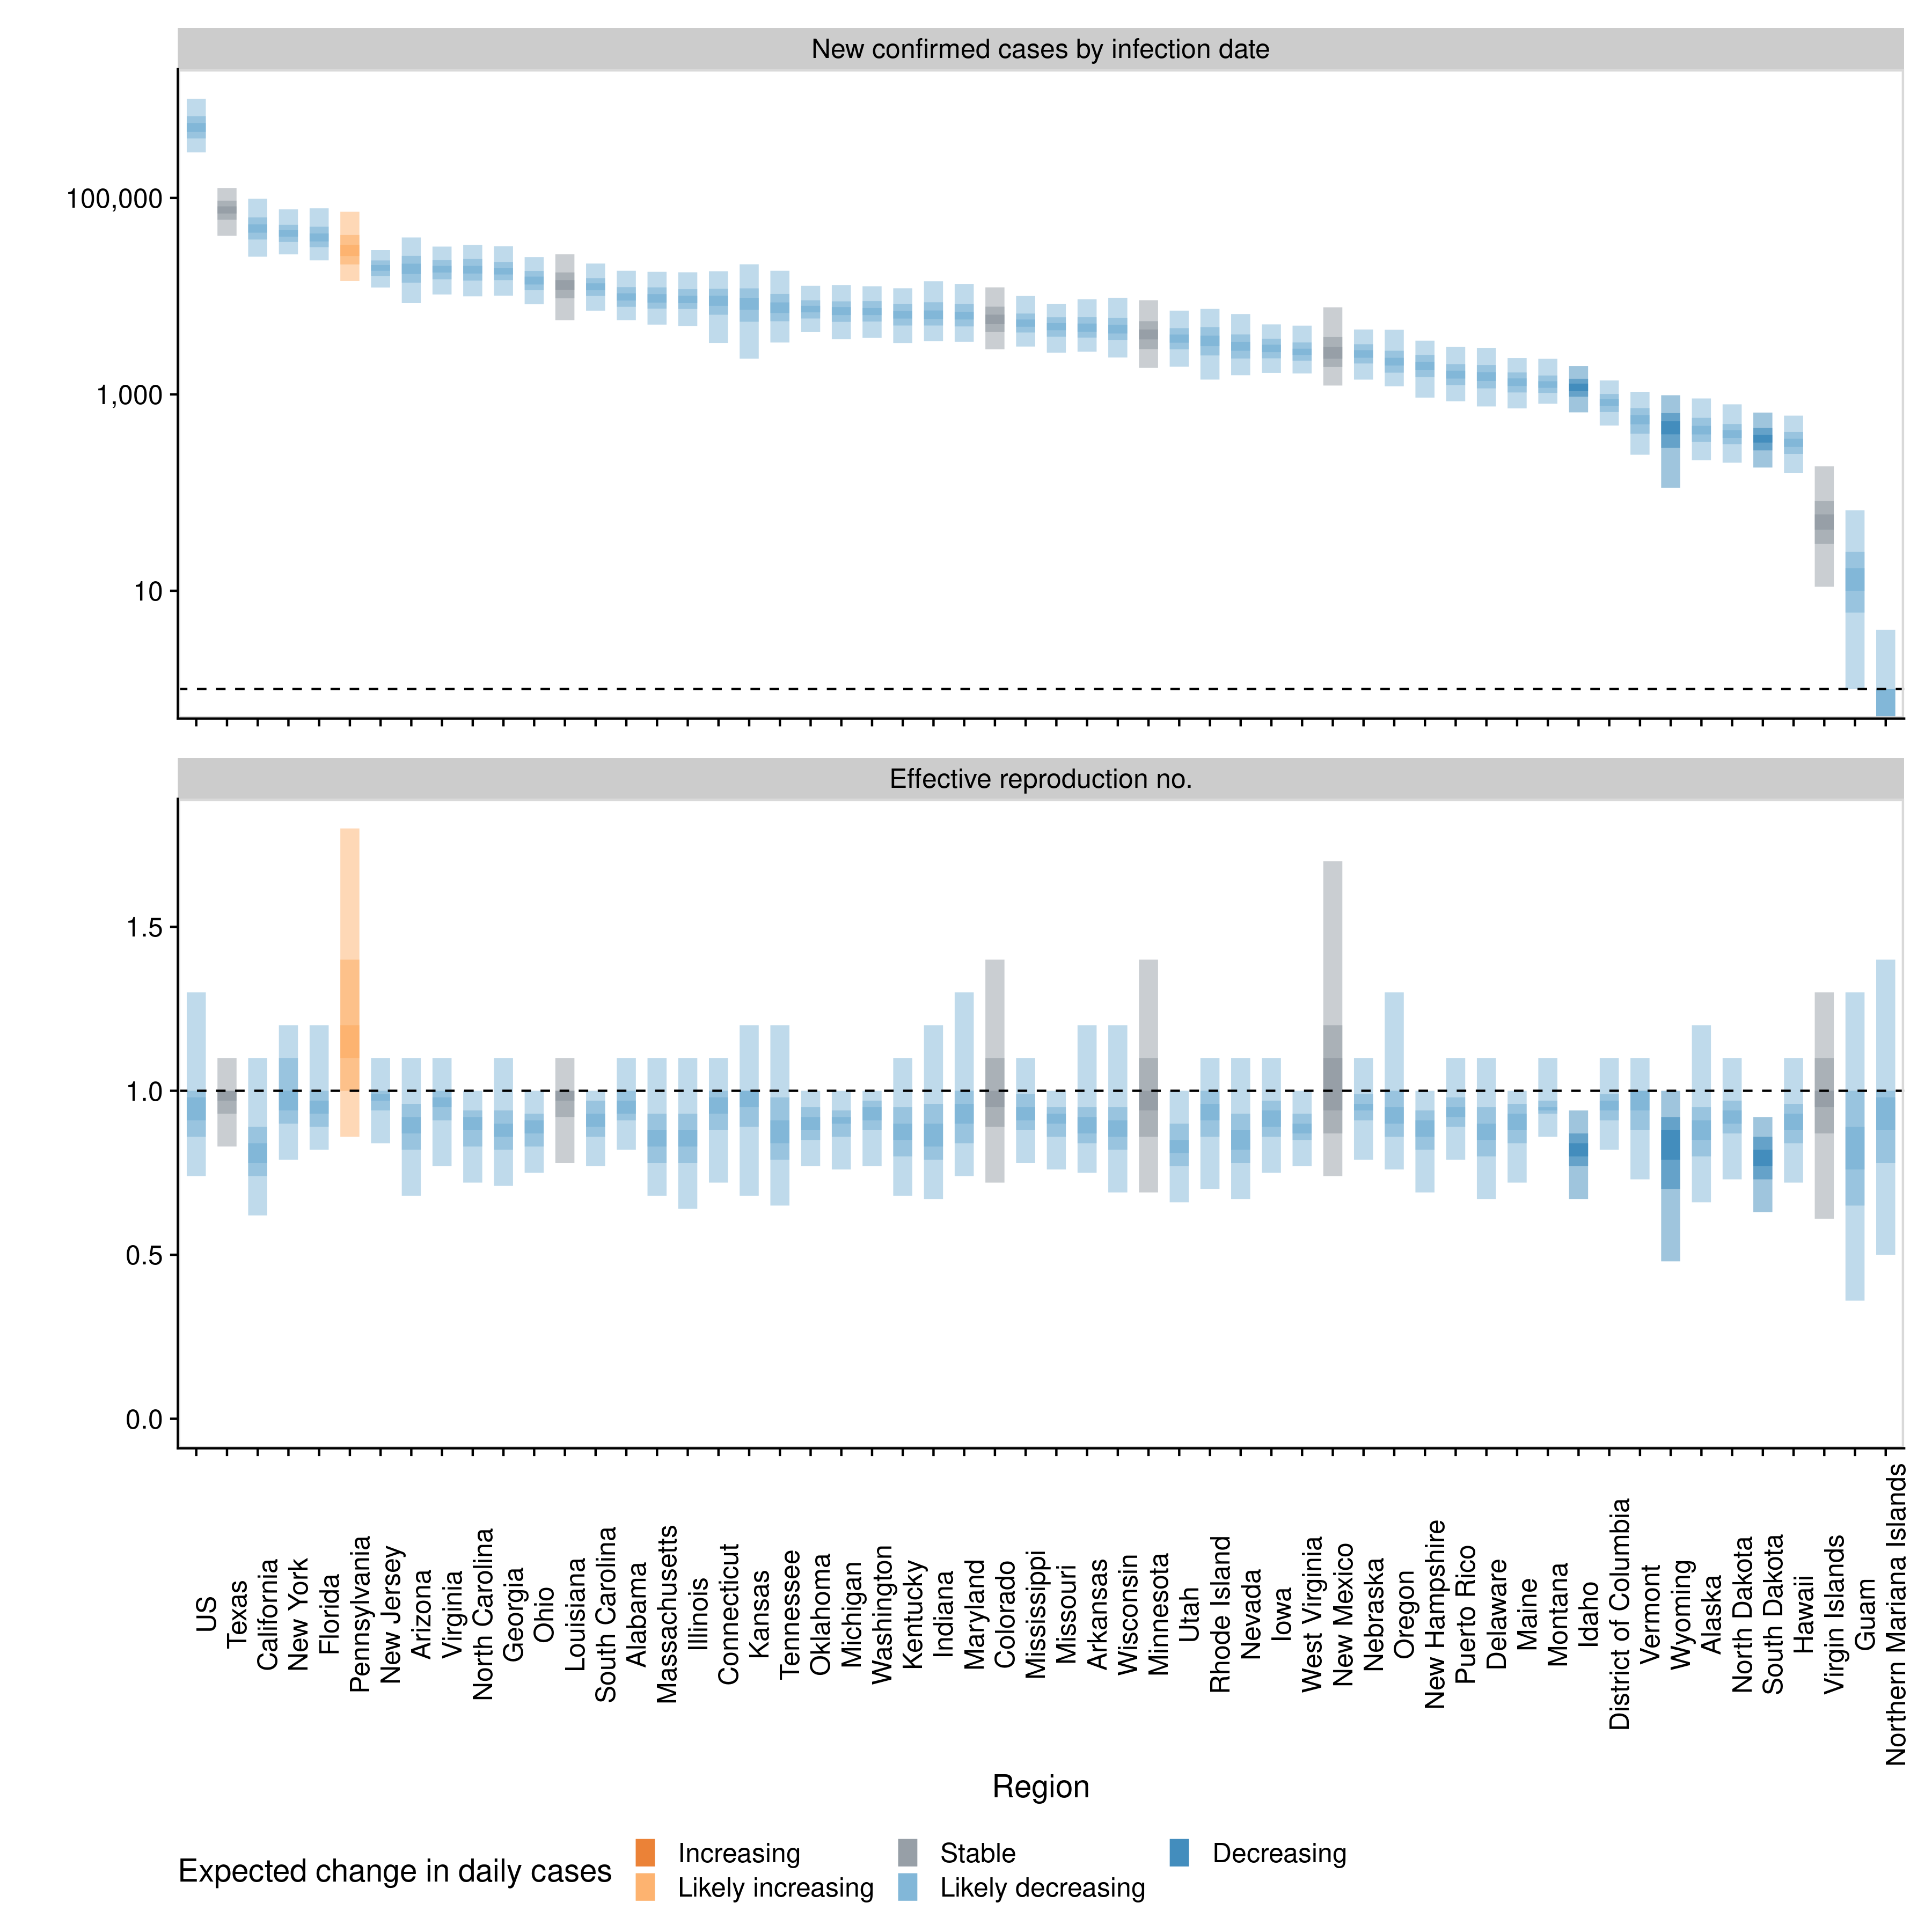 New confirmed cases by infection date
100,000
1,000
10
Effective reproduction no.
1.5
1.0
0.5
0.0
US
Texas
California
New York
Florida
Pennsylvania
New Jersey
Arizona
Virginia
North Carolina
Georgia
Ohio
Louisiana
South Carolina
Alabama
Massachusetts
Illinois
Connecticut
Kansas
Tennessee
Oklahoma
Michigan
Washington
Kentucky
Indiana
Maryland
Colorado
Mississippi
Missouri
Arkansas
Wisconsin
Minnesota
Utah
Rhode Island
Nevada
Iowa
West Virginia
New Mexico
Nebraska
Oregon
New Hampshire
Puerto Rico
Delaware
Maine
Montana
Idaho
District of Columbia
Vermont
Wyoming
Alaska
North Dakota
South Dakota
Hawaii
Virgin Islands
Guam
Northern Mariana Islands
Region
Expected change in daily cases
Increasing
Likely increasing
Stable
Likely decreasing
Decreasing